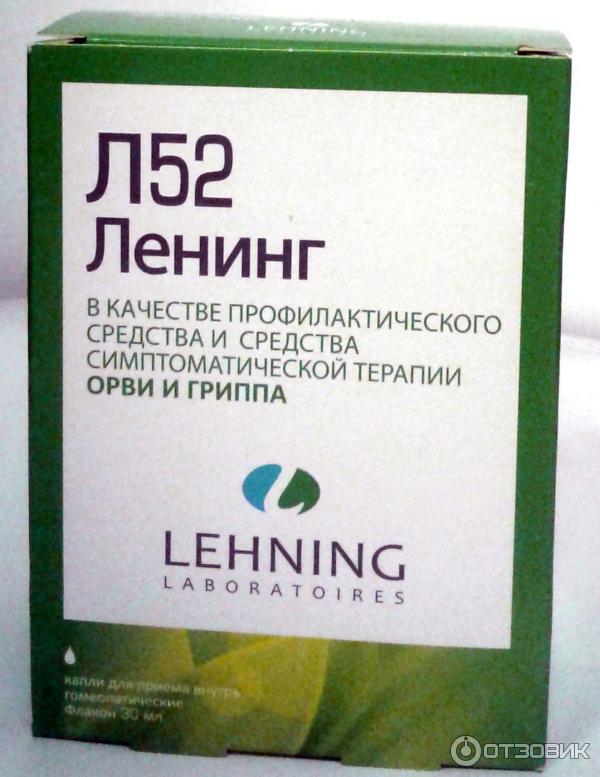 LEHNING
Л52
Ленинг
В КАЧЕСТВЕ ПРОФИЛАКТИЧЕСКОГО
СРЕДСТВА И СРЕДСТВА
СИМПТОМАТИЧЕСКОЙ ТЕРАПИИ
ОРВИ И ГРИППА
LEHNING
LABORATOIRES
капли для приема внутрь
гомеопатические
Флакон 30 мл
ОТЗОВИК